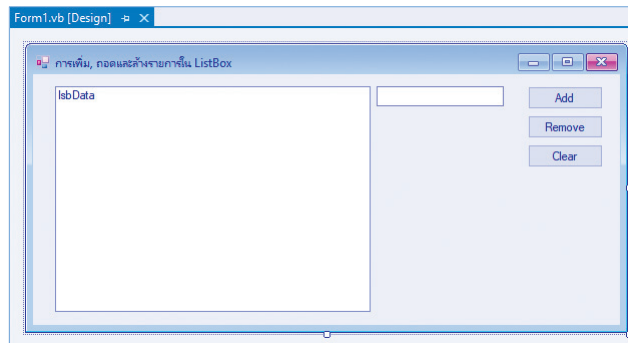 Form1.vb [Design]
การเพิ่ม, ถอดและล้างรายการใน ListBox
lsbData
Add
Remove
Clear